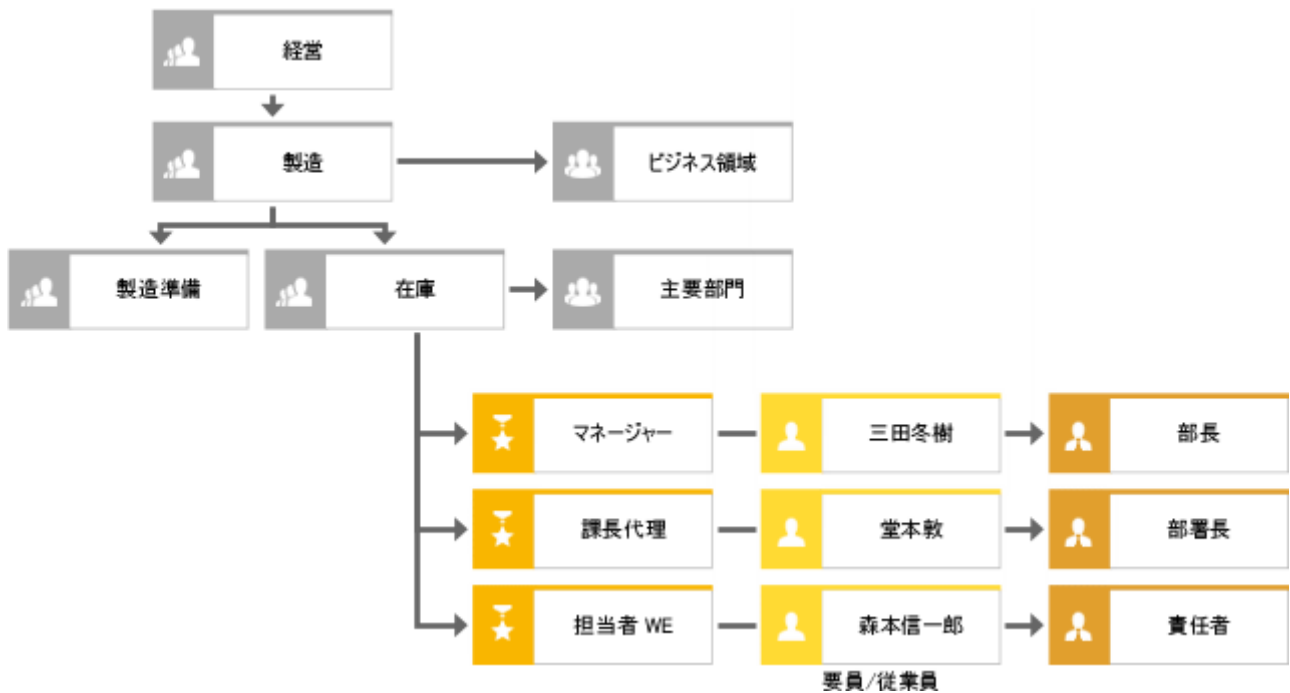 経営
製造
ビジネス領域
製造準備
在庫
主要部門
マネージャー
三田冬樹
部長
課長代理
堂本敦
部署長
担当者 WE
森本信一郎
責任者
要員/従業員